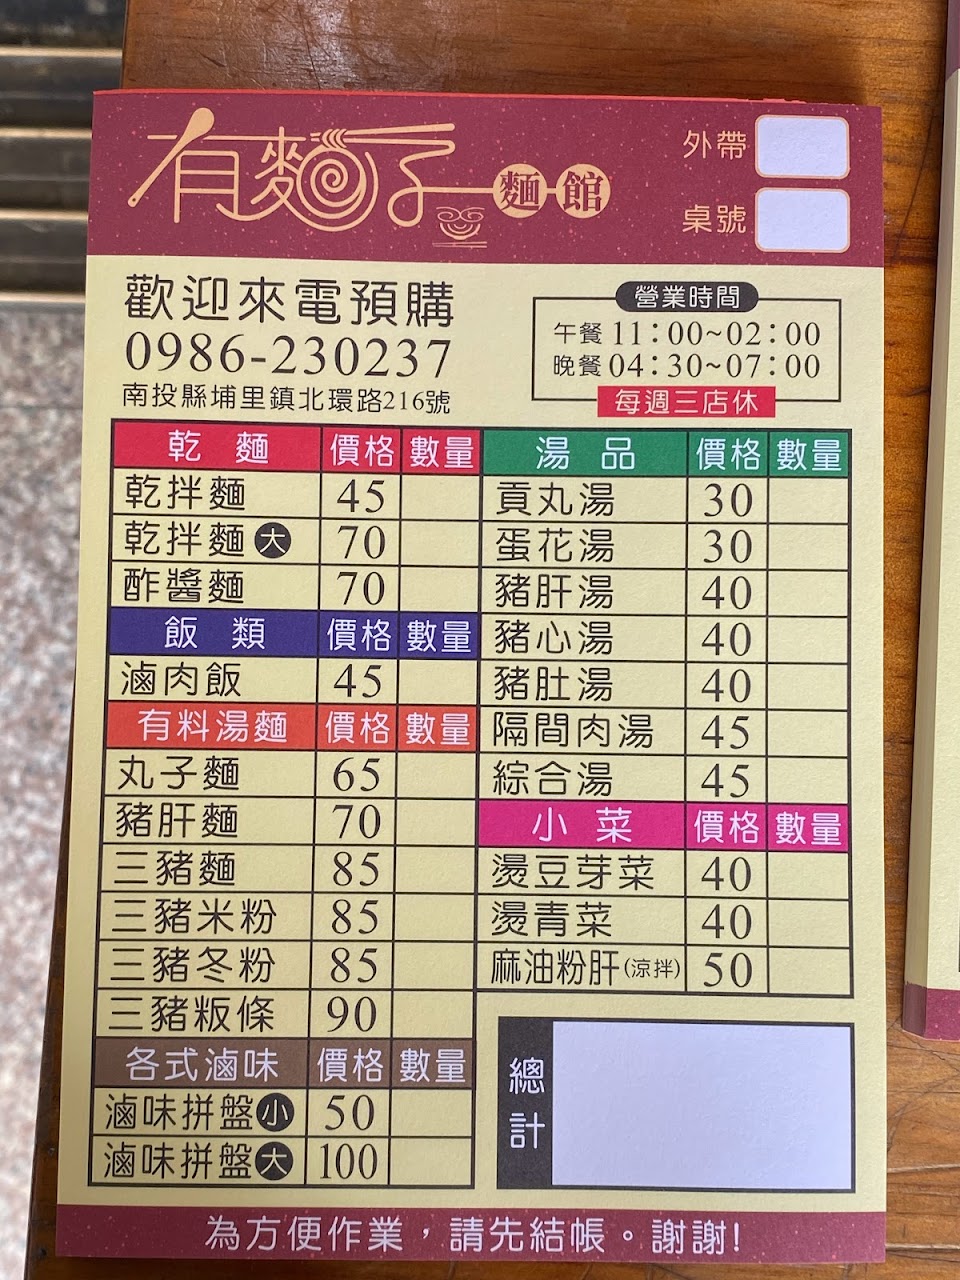 有麵子麵館
外帶
桌號
歡迎來電預購
0986-230237
南投縣埔里鎮北環路216號
營業時間
午餐 11:00~02:00
晚餐 04:30~07:00
每週三店休
乾麵 價格 數量
乾拌麵 45
乾拌麵大 70
酢醬麵 70
飯類 價格 數量
滷肉飯 45
有料湯麵 價格 數量
丸子麵 65
豬肝麵 70
三豬麵 85
三豬米粉 85
三豬冬粉 85
三豬粄條 90
各式滷味 價格 數量
滷味拼盤小 50
滷味拼盤大 100
湯品 價格 數量
貢丸湯 30
蛋花湯 30
豬肝湯 40
豬心湯 40
豬肚湯 40
隔間肉湯 45
綜合湯 45
小菜 價格 數量
燙豆芽菜 40
燙青菜 40
麻油粉肝(涼拌) 50
總計
為方便作業，請先結帳。謝謝!